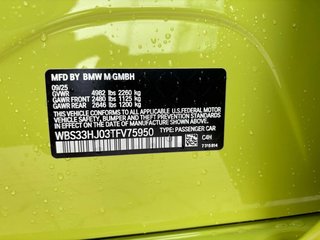 MFD BY BMW M-GMBH
09/25
GVWR 4982 lbs 2260 kg
GAWR FRONT 2480 lbs 1125 kg
GAWR REAR 2646 lbs 1200 kg
THIS VEHICLE CONFORMS TO ALL APPLICABLE U.S. FEDERAL MOTOR
VEHICLE SAFETY, BUMPER AND THEFT PREVENTION STANDARDS
IN EFFECT ON THE DATE OF MANUFACTURE SHOWN ABOVE.
WBS33HJ03TFV75950 TYPE: PASSENGER CAR
C4H